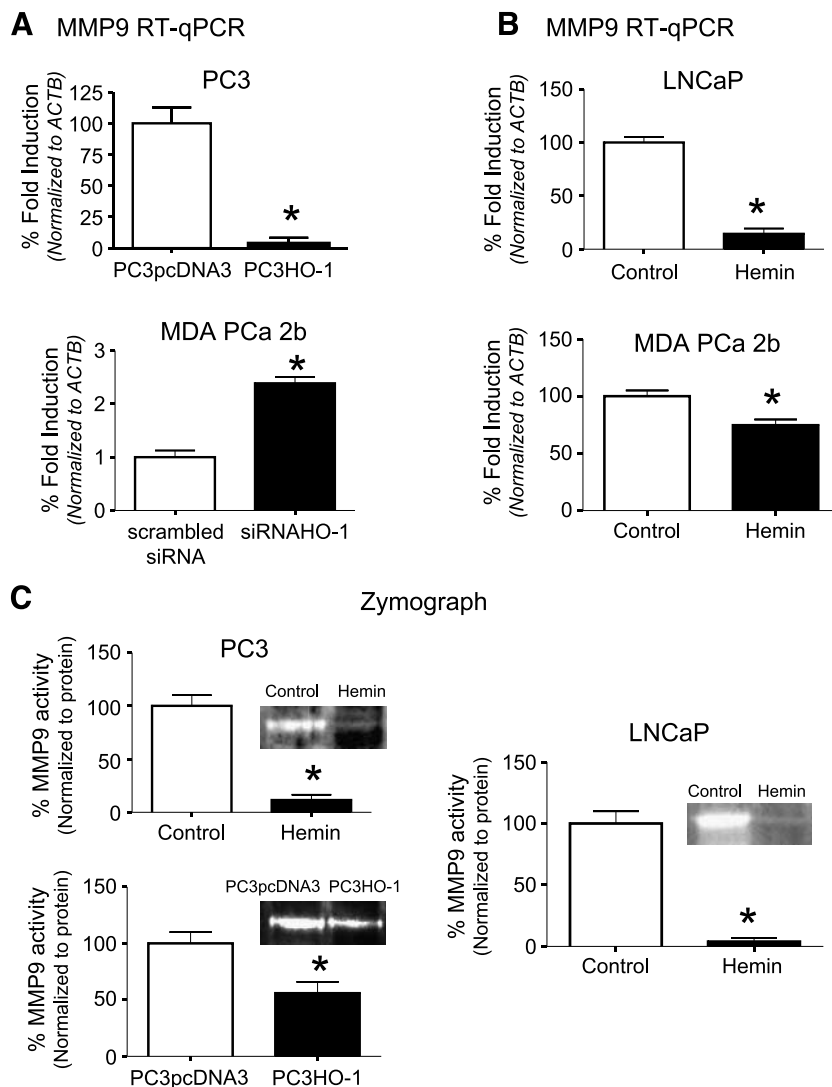 A MMP9 RT-qPCR
PC3
% Fold Induction
(Normalized to ACTB)
125
100
75
50
25
0
*
PC3pcDNA3 PC3HO-1
MDA PCa 2b
% Fold Induction
(Normalized to ACTB)
3
2
1
0
*
scrambled siRNAHO-1
siRNA
B MMP9 RT-qPCR
LNCaP
% Fold Induction
(Normalized to ACTB)
150
100
50
0
*
Control Hemin
MDA PCa 2b
% Fold Induction
(Normalized to ACTB)
150
100
50
0
*
Control Hemin
C Zymograph
PC3
% MMP9 activity
(Normalized to protein)
150
100
50
0
Control Hemin
*
Control Hemin
% MMP9 activity
(Normalized to protein)
150
100
50
0
PC3pcDNA3 PC3HO-1
*
PC3pcDNA3 PC3HO-1
LNCaP
% MMP9 activity
(Normalized to protein)
150
100
50
0
Control Hemin
*
Control Hemin